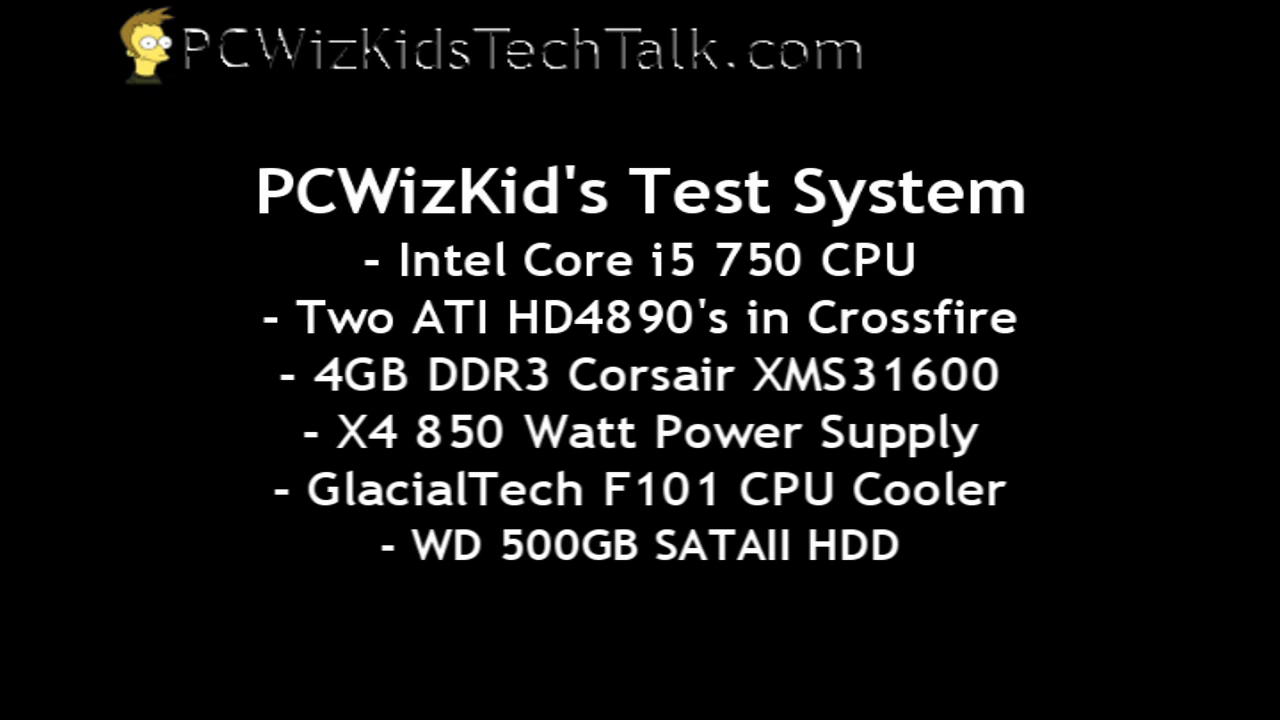 PCWizKidsTechTalk.com
PCWizKid's Test System
- Intel Core i5 750 CPU
- Two ATI HD4890's in Crossfire
- 4GB DDR3 Corsair XMS31600
- X4 850 Watt Power Supply
- GlacialTech F101 CPU Cooler
- WD 500GB SATAII HDD